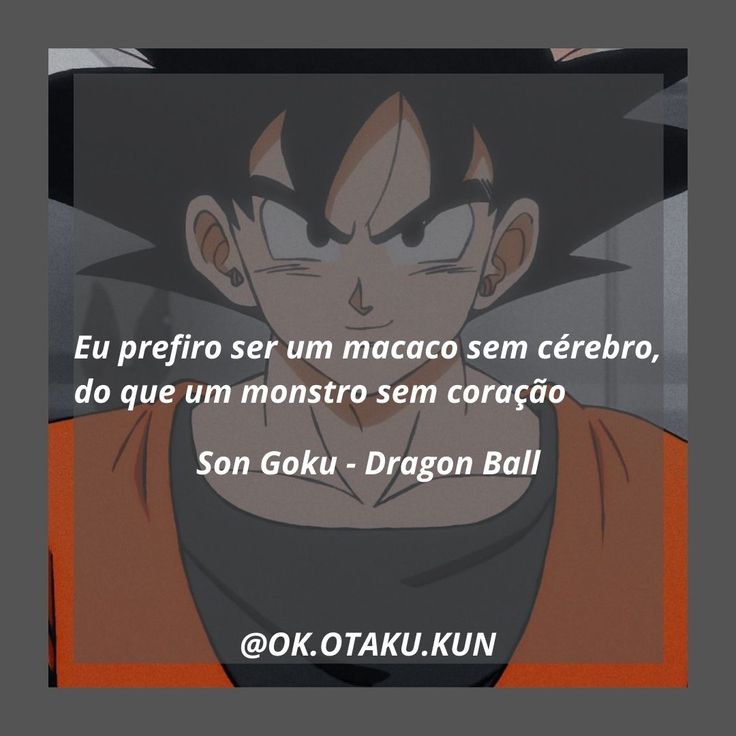 Eu prefiro ser um macaco sem cérebro,
do que um monstro sem coração
Son Goku - Dragon Ball
@OK.OTAKU.KUN